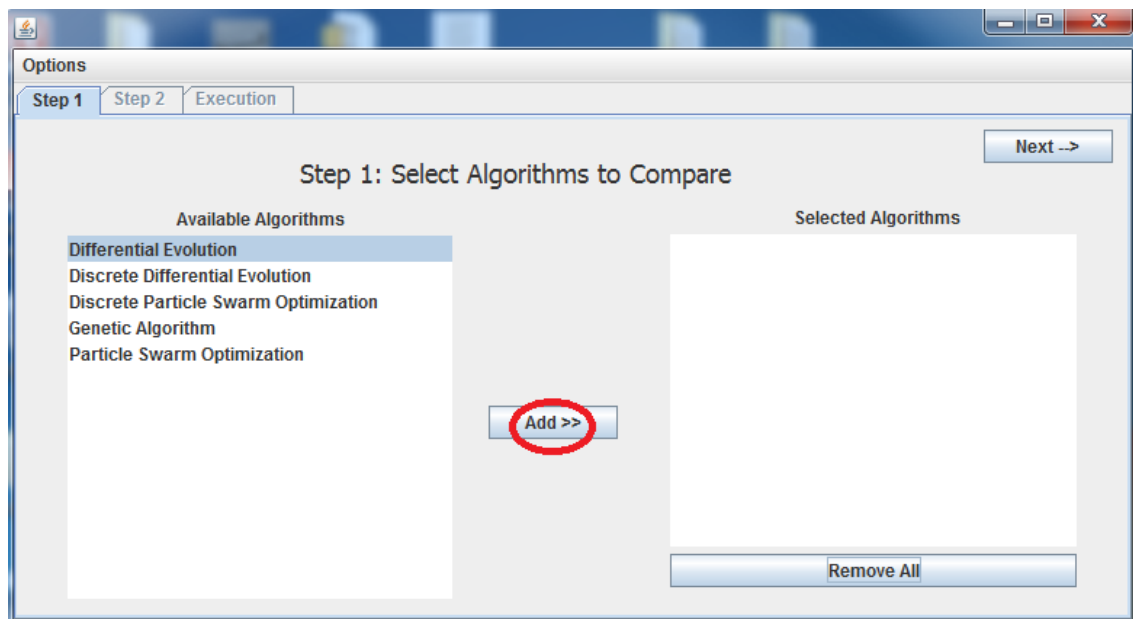 Options
Step 1 Step 2 Execution
Next -->
Step 1: Select Algorithms to Compare
Available Algorithms
Selected Algorithms
Differential Evolution
Discrete Differential Evolution
Discrete Particle Swarm Optimization
Genetic Algorithm
Particle Swarm Optimization
Add >>
Remove All